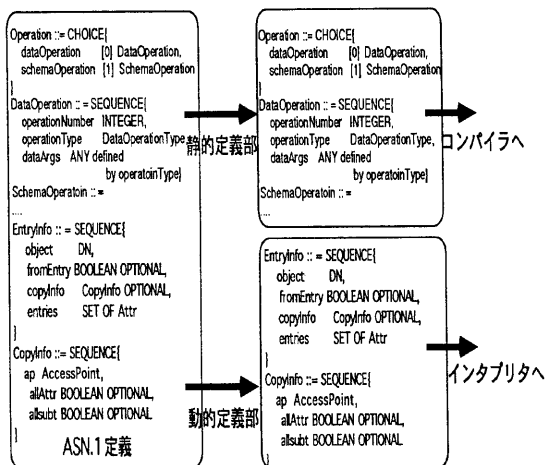 Operation ::= CHOICE{
dataOperation [0] DataOperation,
schemaOperation [1] SchemaOperation
}
DataOperation ::= SEQUENCE{
operationNumber INTEGER,
operationType DataOperationType,
dataArgs ANY defined
by operatoinType}
SchemaOperatoin ::=
....
EntryInfo ::= SEQUENCE{
object DN,
fromEntry BOOLEAN OPTIONAL,
copyInfo CopyInfo OPTIONAL,
entries SET OF Attr
}
CopyInfo ::= SEQUENCE{
ap AccessPoint,
allAttr BOOLEAN OPTIONAL,
allsubt BOOLEAN OPTIONAL
}
ASN.1 定義
静的定義部
動的定義部
Operation ::= CHOICE{
dataOperation [0] DataOperation,
schemaOperation [1] SchemaOperation
}
DataOperation ::= SEQUENCE{
operationNumber INTEGER,
operationType DataOperationType,
dataArgs ANY defined
by operatoinType}
SchemaOperatoin ::=
....
コンパイラへ
EntryInfo ::= SEQUENCE{
object DN,
fromEntry BOOLEAN OPTIONAL,
copyInfo CopyInfo OPTIONAL,
entries SET OF Attr
}
CopyInfo ::= SEQUENCE{
ap AccessPoint,
allAttr BOOLEAN OPTIONAL,
allsubt BOOLEAN OPTIONAL
}
インタプリタへ